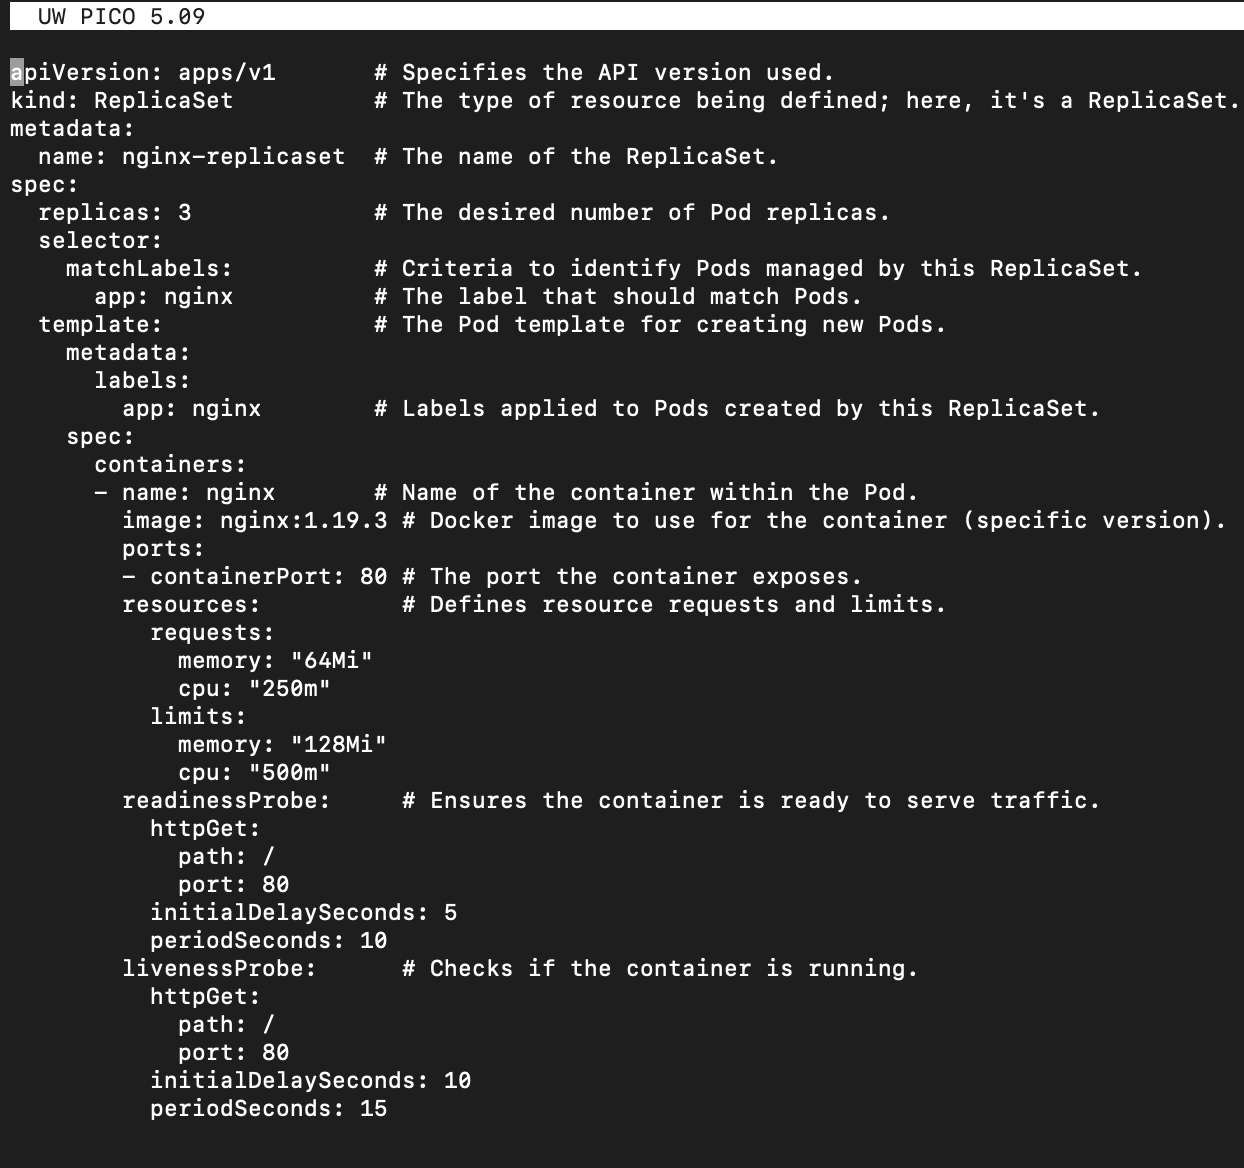 UW PICO 5.09
apiVersion: apps/v1       # Specifies the API version used.
kind: ReplicaSet          # The type of resource being defined; here, it's a ReplicaSet.
metadata:
  name: nginx-replicaset  # The name of the ReplicaSet.
spec:
  replicas: 3             # The desired number of Pod replicas.
  selector:
    matchLabels:          # Criteria to identify Pods managed by this ReplicaSet.
      app: nginx          # The label that should match Pods.
  template:               # The Pod template for creating new Pods.
    metadata:
      labels:
        app: nginx        # Labels applied to Pods created by this ReplicaSet.
    spec:
      containers:
      - name: nginx       # Name of the container within the Pod.
        image: nginx:1.19.3 # Docker image to use for the container (specific version).
        ports:
        - containerPort: 80 # The port the container exposes.
        resources:          # Defines resource requests and limits.
          requests:
            memory: "64Mi"
            cpu: "250m"
          limits:
            memory: "128Mi"
            cpu: "500m"
        readinessProbe:     # Ensures the container is ready to serve traffic.
          httpGet:
            path: /
            port: 80
          initialDelaySeconds: 5
          periodSeconds: 10
        livenessProbe:      # Checks if the container is running.
          httpGet:
            path: /
            port: 80
          initialDelaySeconds: 10
          periodSeconds: 15